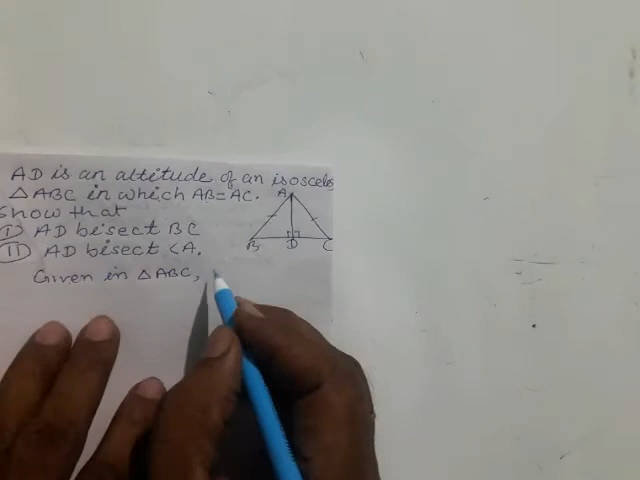 AD is an attitude of an isosceles
△ ABC in which AB = AC.
Show that
(I) AD bisect BC
(II) AD bisect <A.
Given in △ ABC,
A
B D C